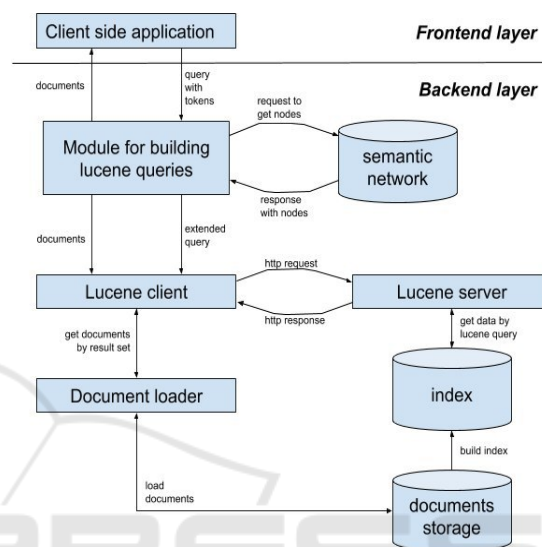 Client side application
Frontend layer
documents
query
with
tokens
Backend layer
request to
get nodes
Module for building
lucene queries
semantic
network
response
with nodes
documents
extended
query
http request
Lucene client
Lucene server
http response
get documents
by result set
get data by
lucene query
Document loader
index
build index
load
documents
documents
storage